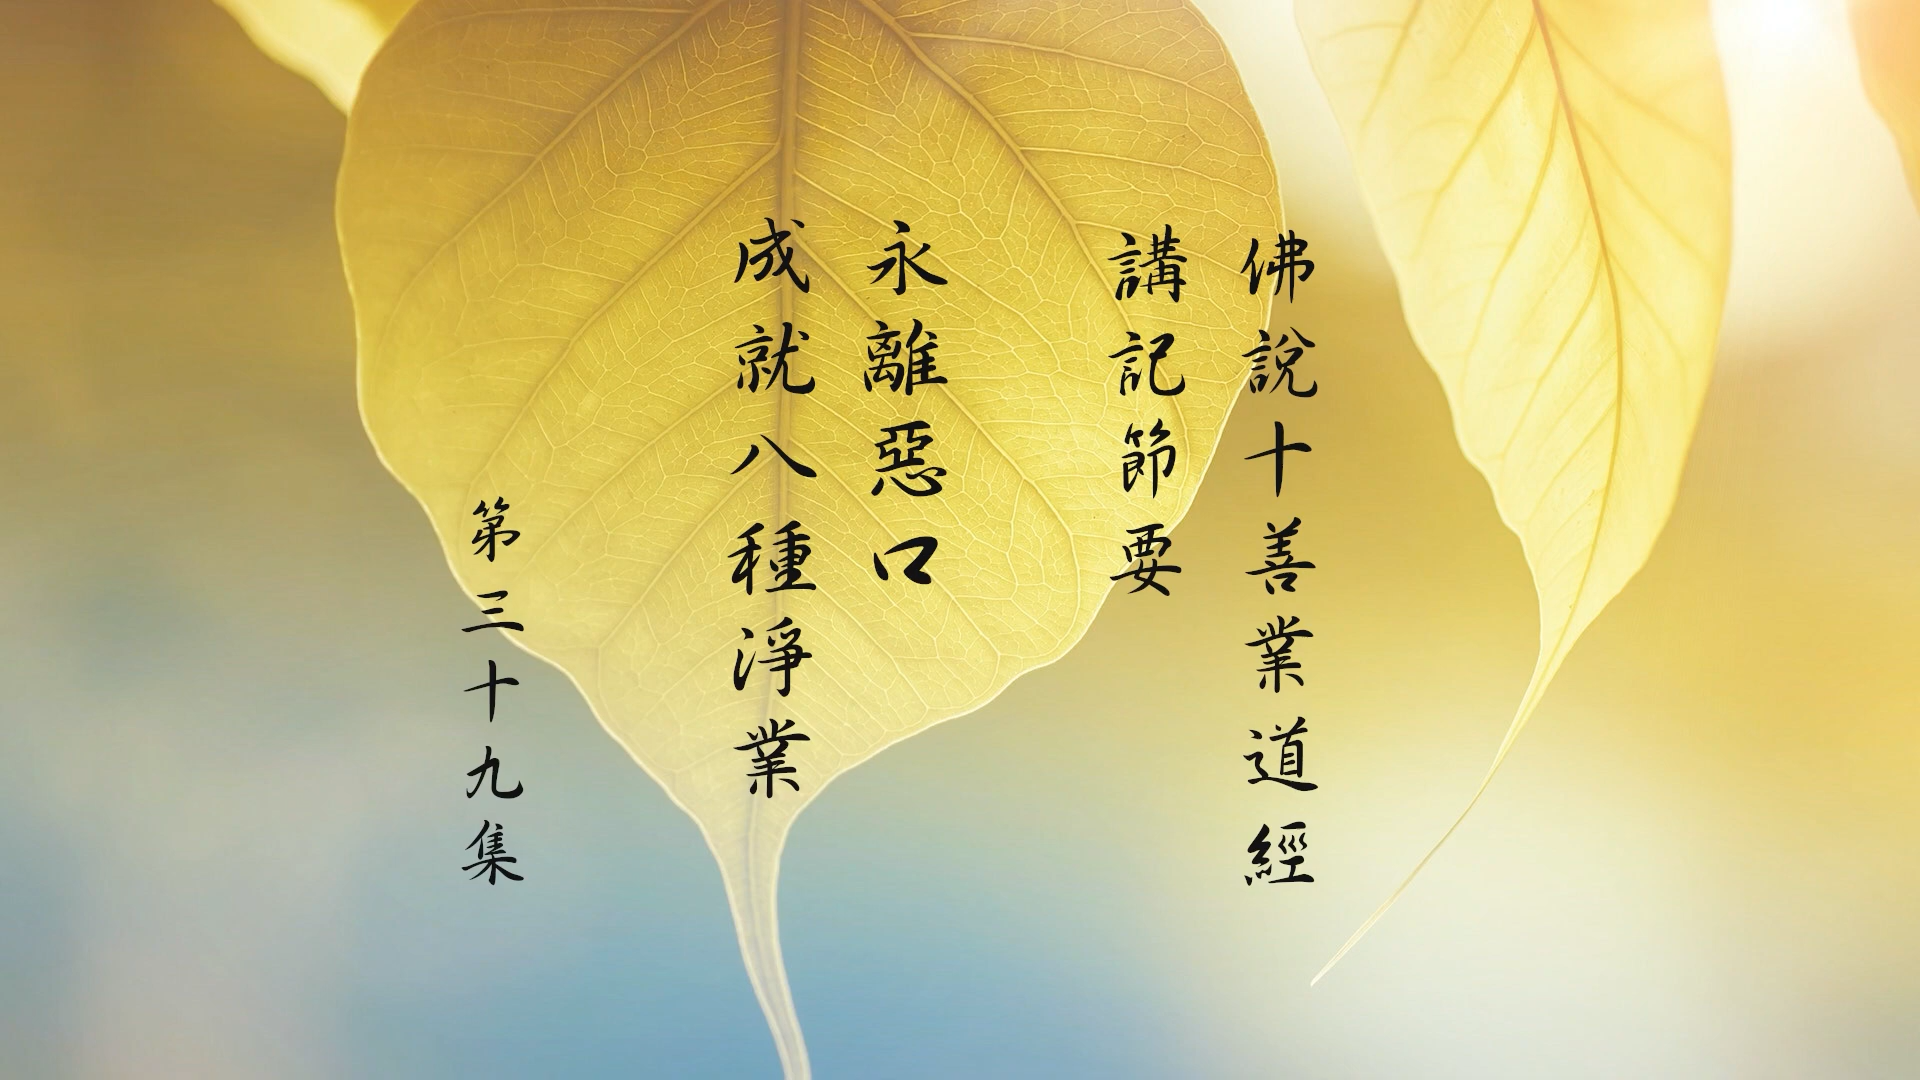 佛說十善業道經
講記節要
永離惡口
成就八種淨業
第三十九集